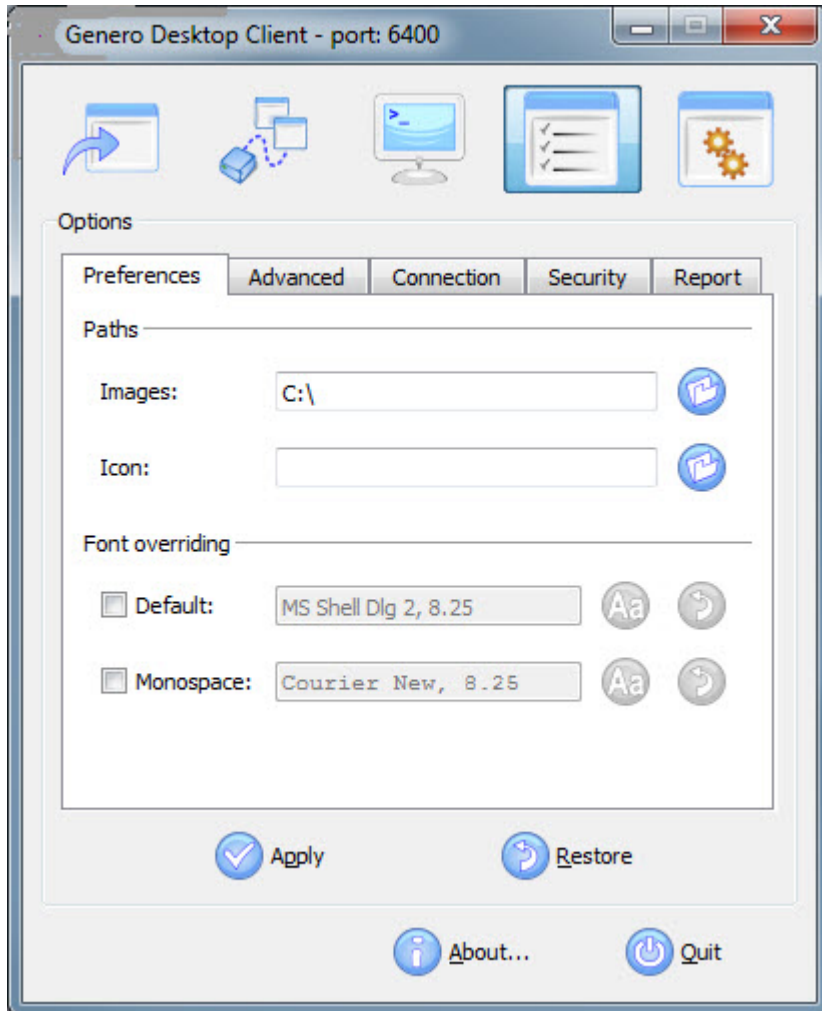 Genero Desktop Client - port: 6400
>_
Options
Preferences Advanced Connection Security Report
Paths
Images: C:\
Icon:
Font overriding
Default: MS Shell Dlg 2, 8.25 Aa
Monospace: Courier New, 8.25 Aa
Apply Restore
About... Quit